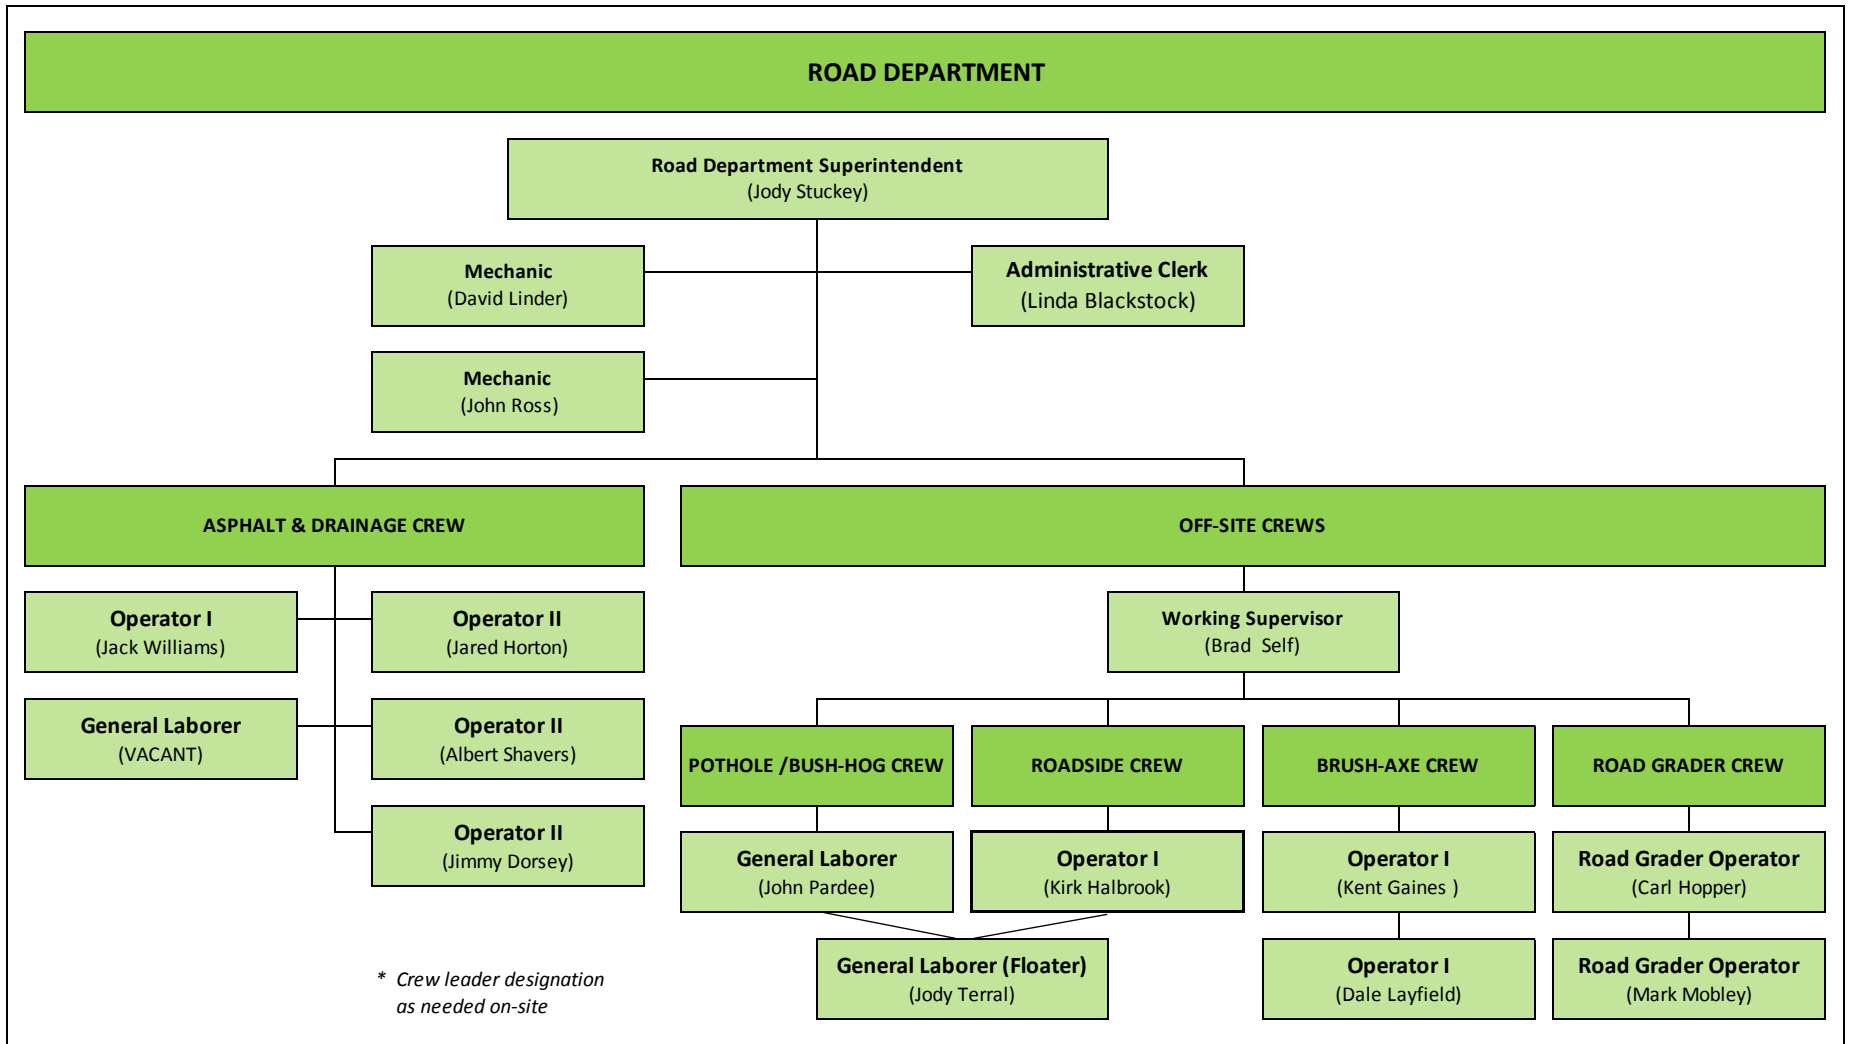 ROAD DEPARTMENT
Road Department Superintendent
(Jody Stuckey)
Mechanic
(David Linder)
Administrative Clerk
(Linda Blackstock)
Mechanic
(John Ross)
ASPHALT & DRAINAGE CREW
OFF-SITE CREWS
Operator I
(Jack Williams)
Operator II
(Jared Horton)
Working Supervisor
(Brad  Self)
General Laborer
(VACANT)
Operator II
(Albert Shavers)
POTHOLE /BUSH-HOG CREW
ROADSIDE CREW
BRUSH-AXE CREW
ROAD GRADER CREW
Operator II
(Jimmy Dorsey)
General Laborer
(John Pardee)
Operator I
(Kirk Halbrook)
Operator I
(Kent Gaines )
Road Grader Operator
(Carl Hopper)
General Laborer (Floater)
(Jody Terral)
Operator I
(Dale Layfield)
Road Grader Operator
(Mark Mobley)
* Crew leader designation
as needed on-site